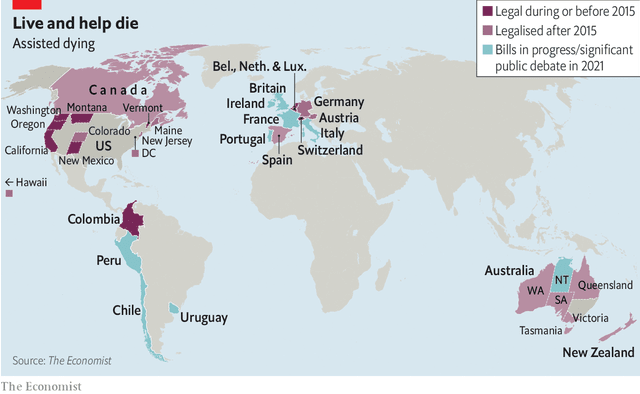 Live and help die
Assisted dying
Legal during or before 2015
Legalised after 2015
Bills in progress/significant
public debate in 2021
Canada
Washington
Montana
Vermont
Oregon
Colorado
Maine
New Jersey
US
DC
California
New Mexico
Hawaii
Bel., Neth. & Lux.
Britain
Ireland
Germany
France
Austria
Italy
Portugal
Switzerland
Spain
Colombia
Peru
Chile
Uruguay
Australia
NT
Queensland
WA
SA
Victoria
Tasmania
New Zealand
Source: The Economist
The Economist